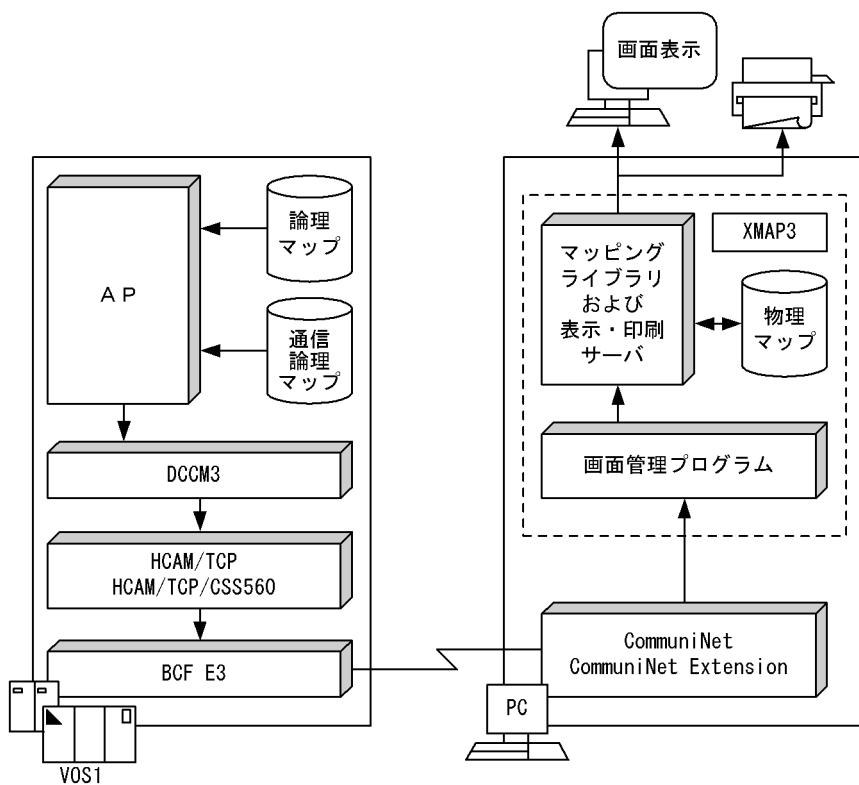 画面表示
論理
マップ
ＡＰ
通信
論理
マップ
DCCM3
HCAM/TCP
HCAM/TCP/CSS560
BCF E3
VOS1
XMAP3
マッピング
ライブラリ
および
表示・印刷
サーバ
物理
マップ
画面管理プログラム
CommuniNet
CommuniNet Extension
PC